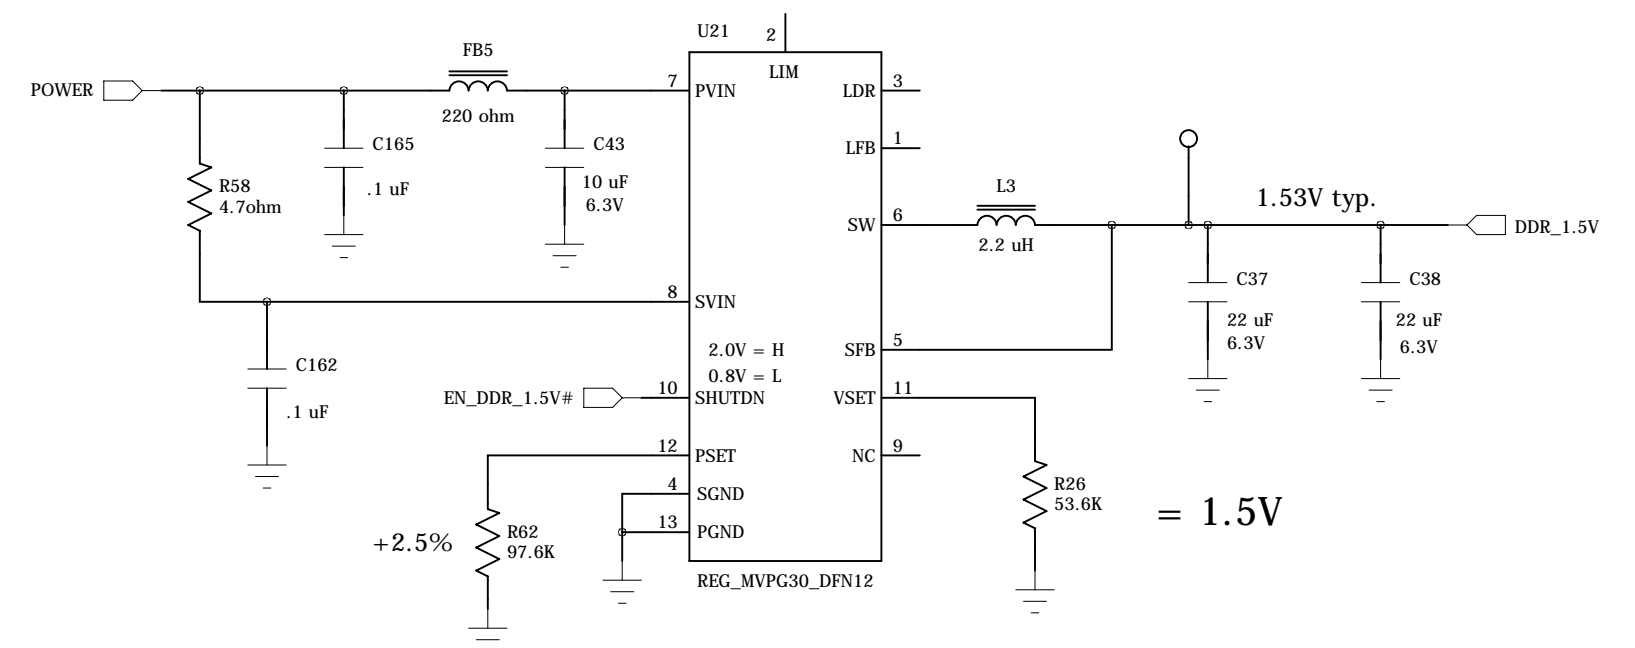 U21
2
FB5
LIM
POWER
7
PVIN
LDR
3
220 ohm
C165
.1 uF
C43
10 uF
6.3V
LFB
1
R58
4.7ohm
L3
1.53V typ.
SW
6
2.2 uH
DDR_1.5V
C37
22 uF
6.3V
C38
22 uF
6.3V
8
SVIN
2.0V = H
0.8V = L
SFB
5
C162
.1 uF
EN_DDR_1.5V#
10
SHUTDN
VSET
11
12
PSET
NC
9
4
SGND
R26
53.6K
= 1.5V
13
PGND
+2.5%
R62
97.6K
REG_MVPG30_DFN12